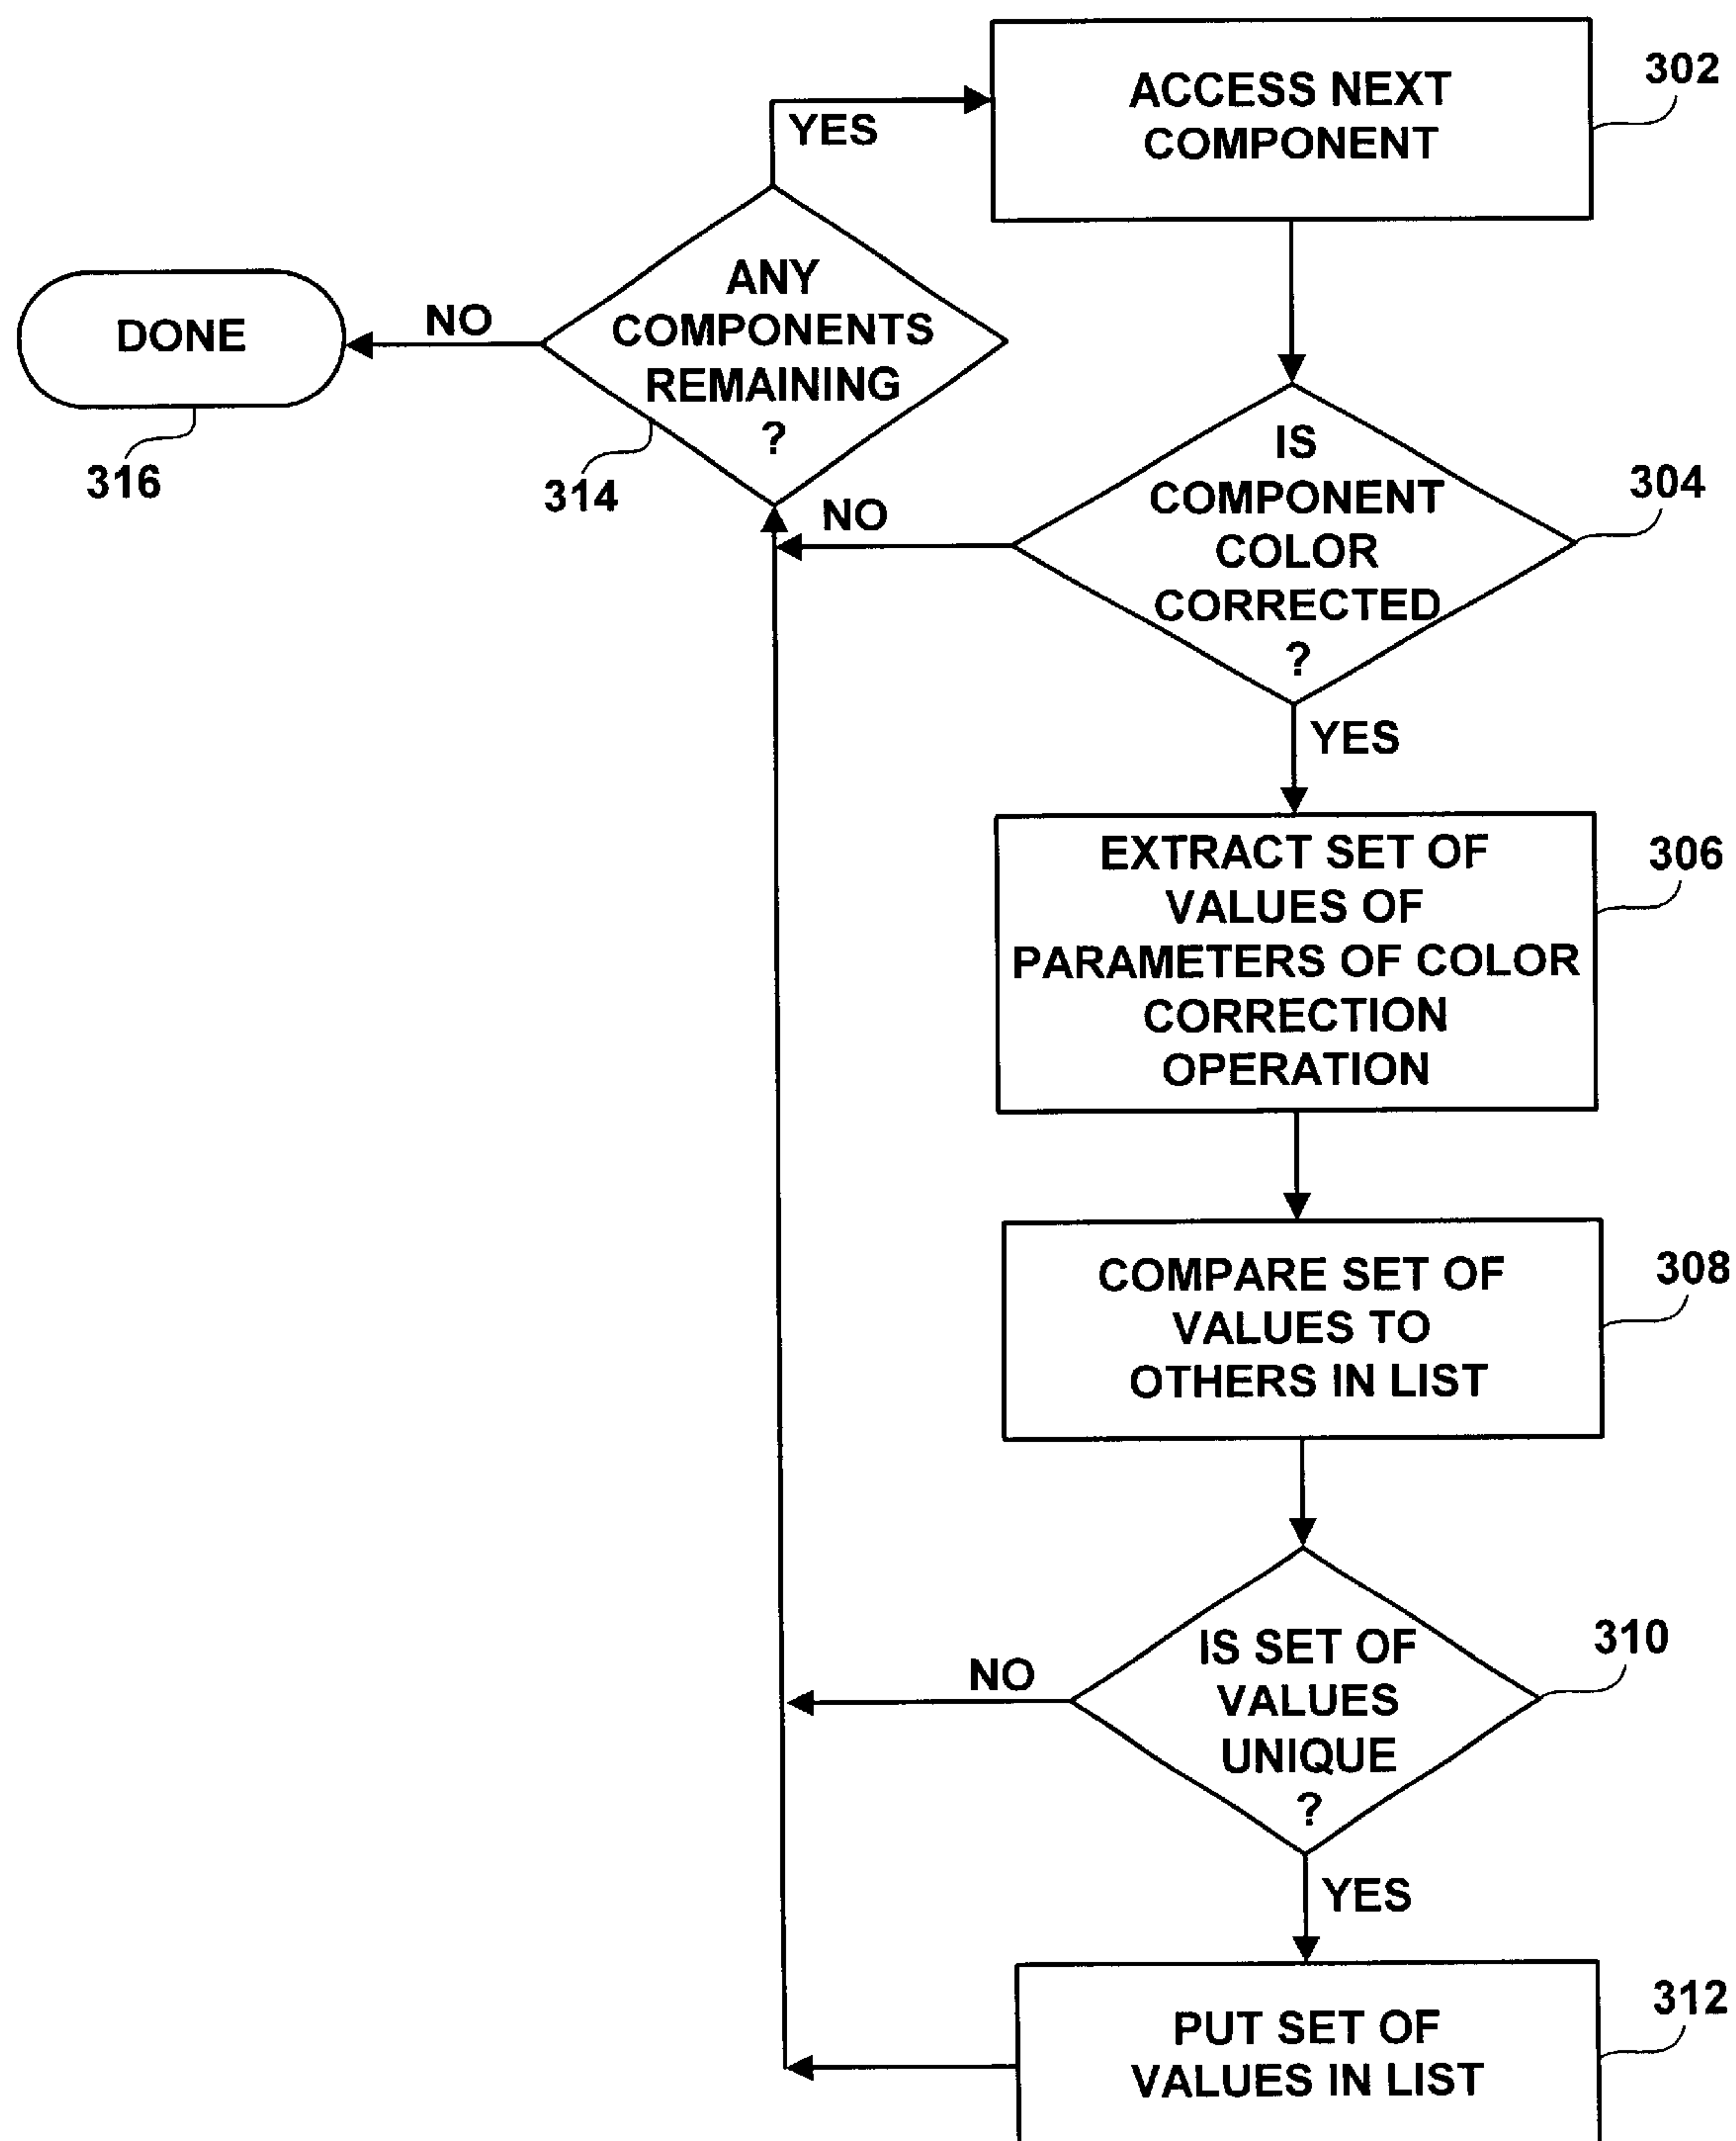 ACCESS NEXT
COMPONENT
302
YES
ANY
COMPONENTS
REMAINING
?
314
NO
DONE
316
IS
COMPONENT
COLOR
CORRECTED
?
304
NO
YES
EXTRACT SET OF
VALUES OF
PARAMETERS OF COLOR
CORRECTION
OPERATION
306
COMPARE SET OF
VALUES TO
OTHERS IN LIST
308
IS SET OF
VALUES
UNIQUE
?
310
NO
YES
PUT SET OF
VALUES IN LIST
312